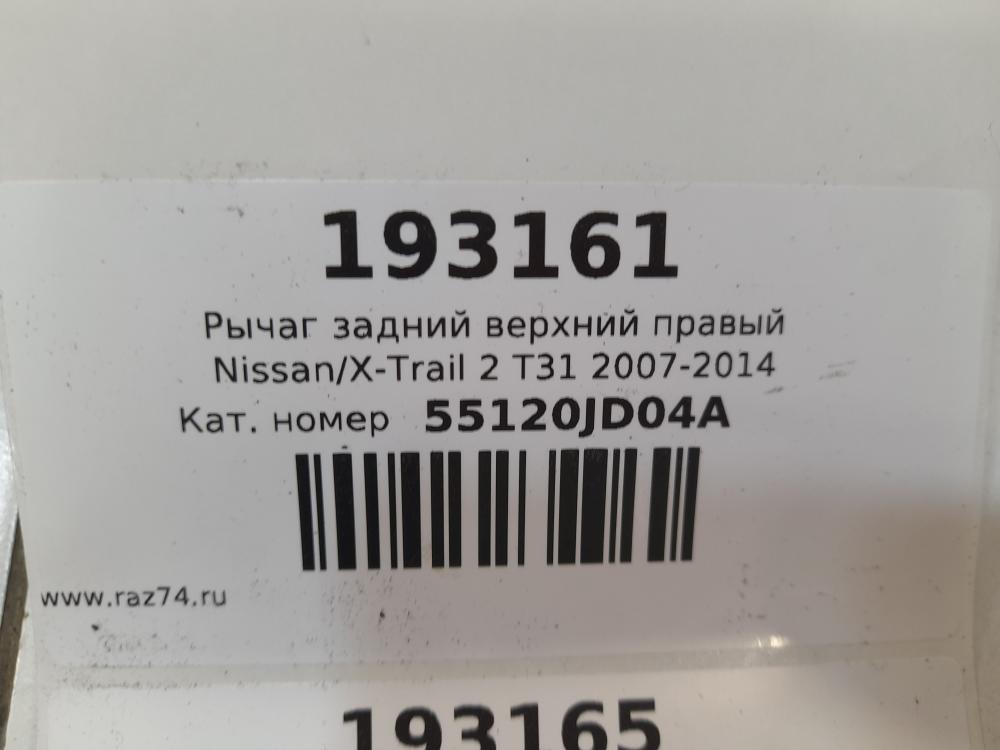 193161
Рычаг задний верхний правый
Nissan/X-Trail 2 T31 2007-2014
Кат. номер 55120JD04A
www.raz74.ru
193165